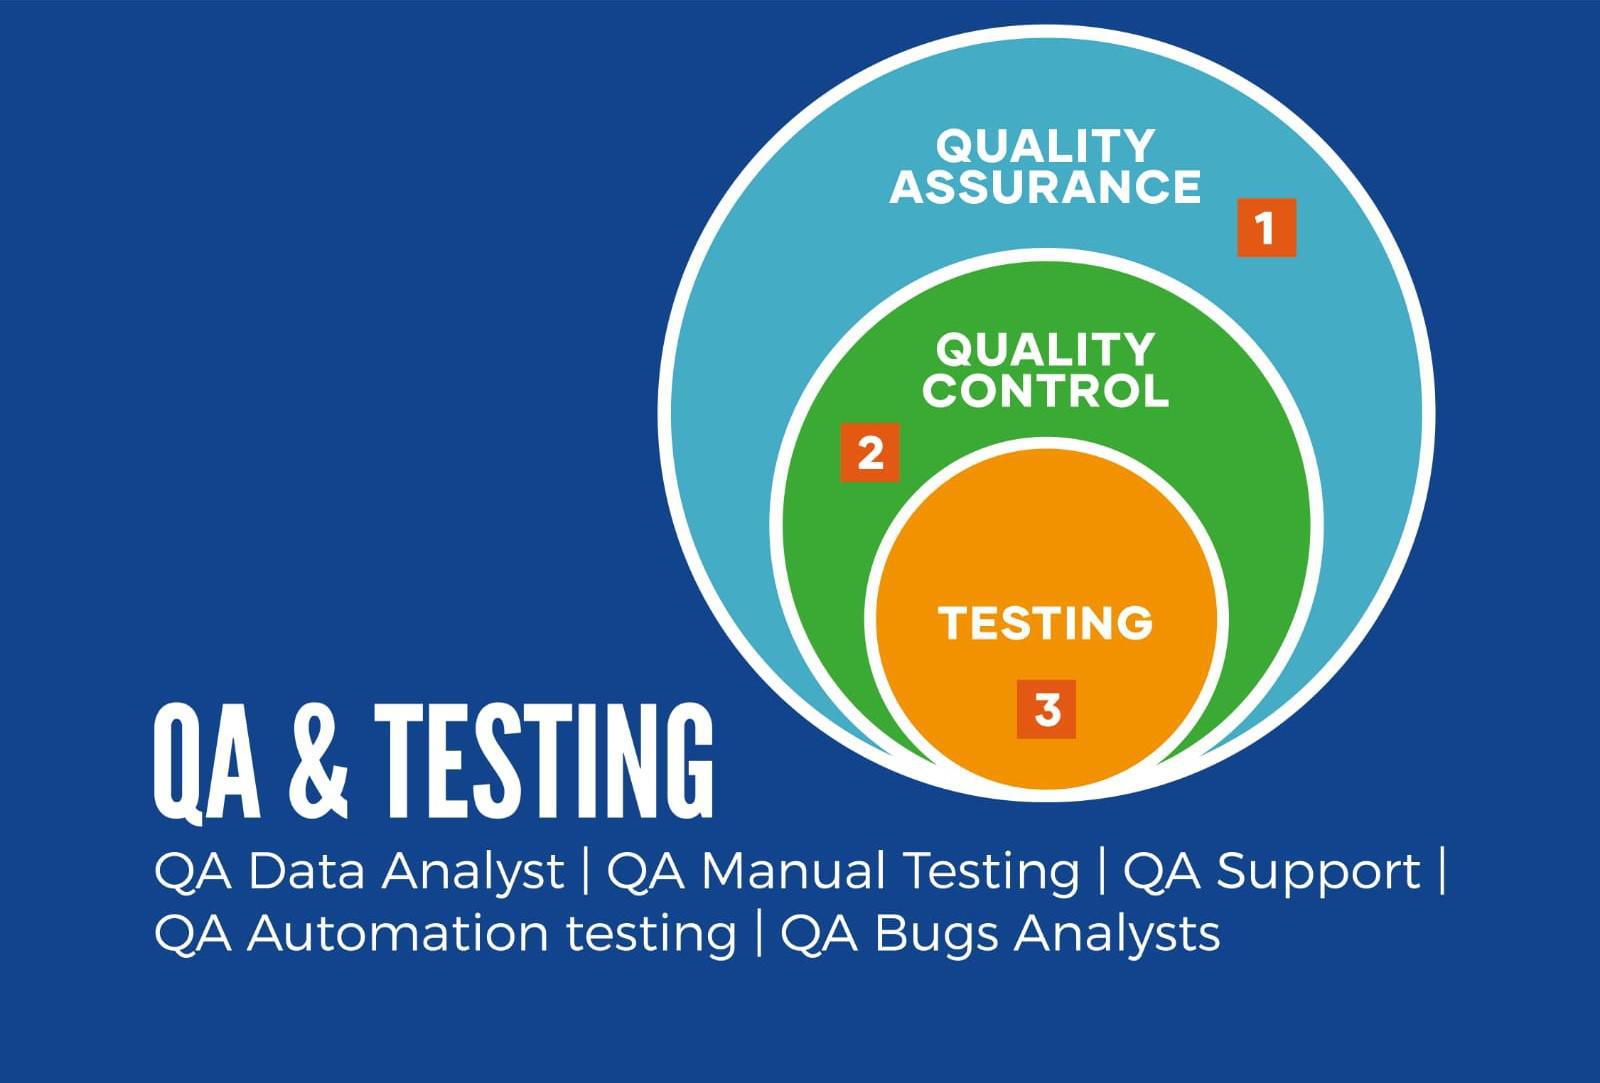 QUALITY
ASSURANCE
1
QUALITY
CONTROL
2
TESTING
3
QA & TESTING
QA Data Analyst | QA Manual Testing | QA Support |
QA Automation testing | QA Bugs Analysts